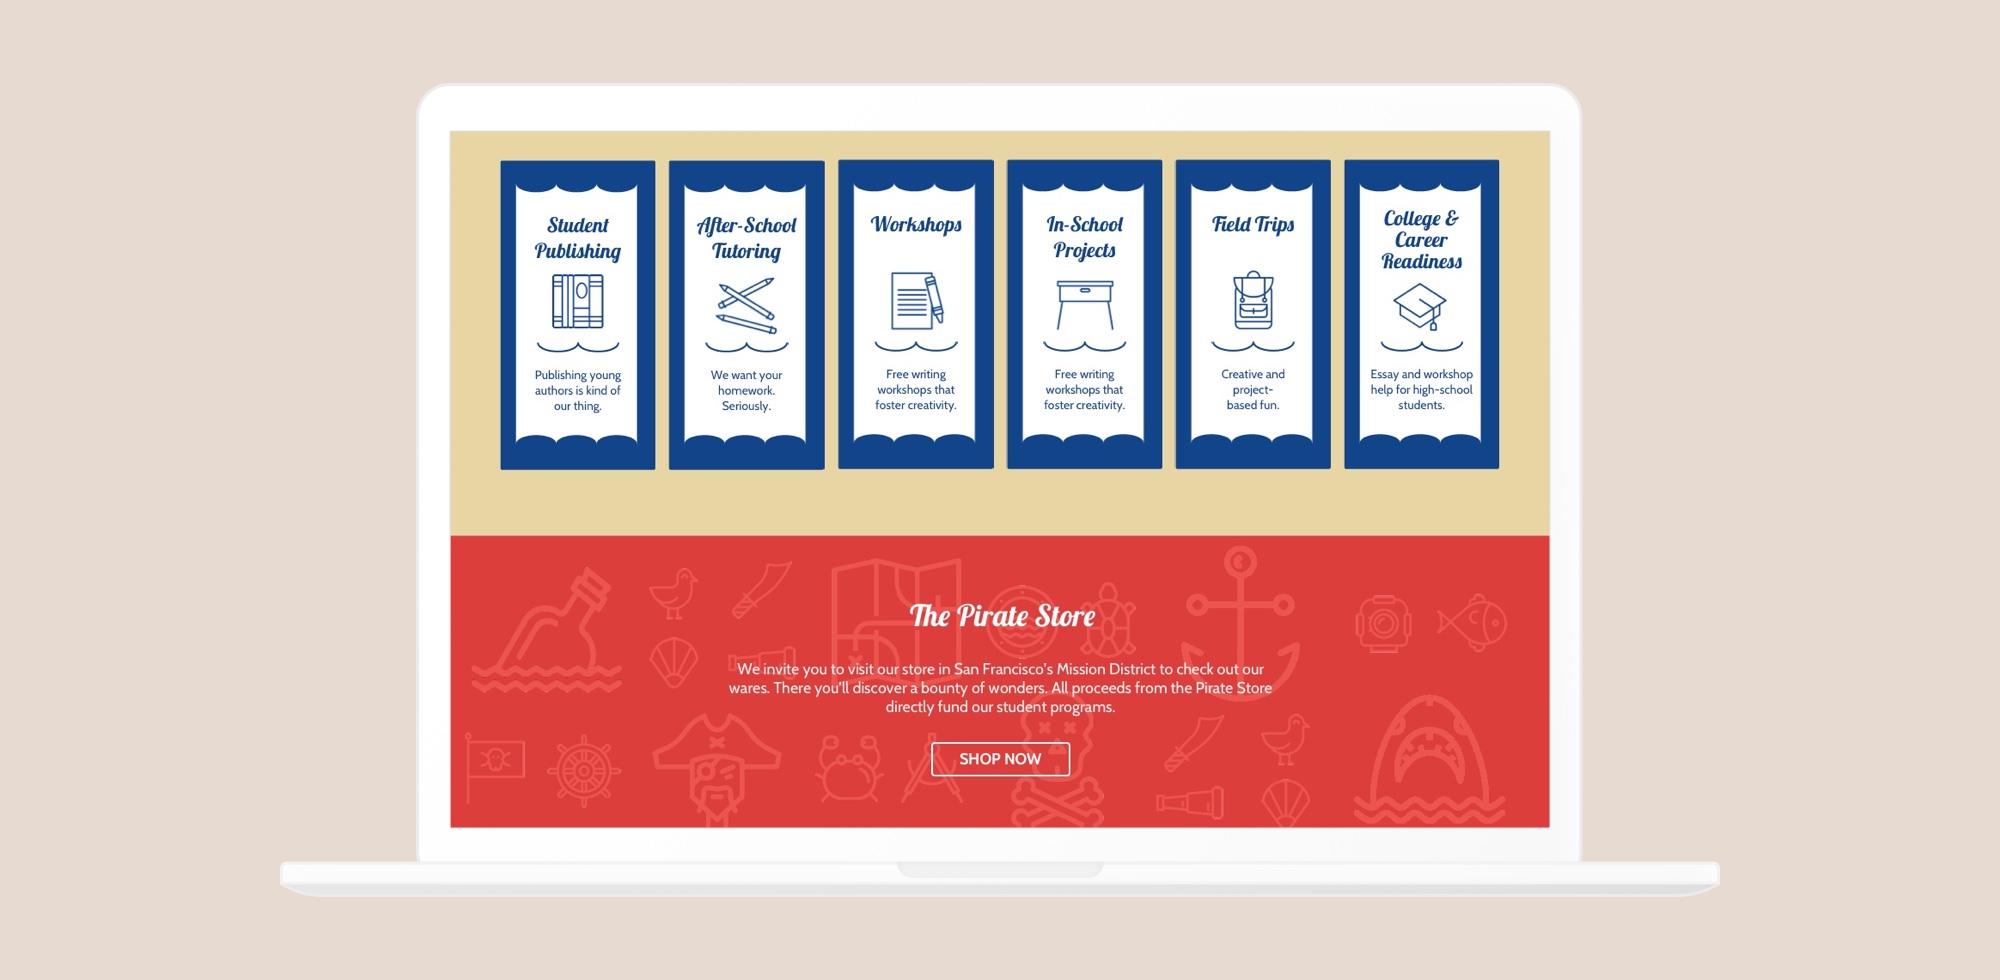 Student
Publishing
Publishing young
authors is kind of
our thing.
After-School
Tutoring
We want your
homework.
Seriously.
Workshops
Free writing
workshops that
foster creativity.
In-School
Projects
Free writing
workshops that
foster creativity.
Field Trips
Creative and
project-
based fun.
College &
Career
Readiness
Essay and workshop
help for high-school
students.
The Pirate Store
We invite you to visit our store in San Francisco's Mission District to check out our
wares. There you'll discover a bounty of wonders. All proceeds from the Pirate Store
directly fund our student programs.
SHOP NOW